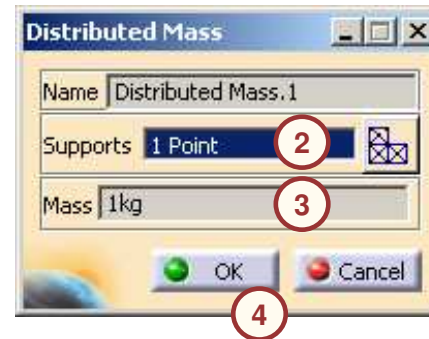 Distributed Mass
Name Distributed Mass.1
Supports 1 Point 2
Mass 1kg 3
OK Cancel
4